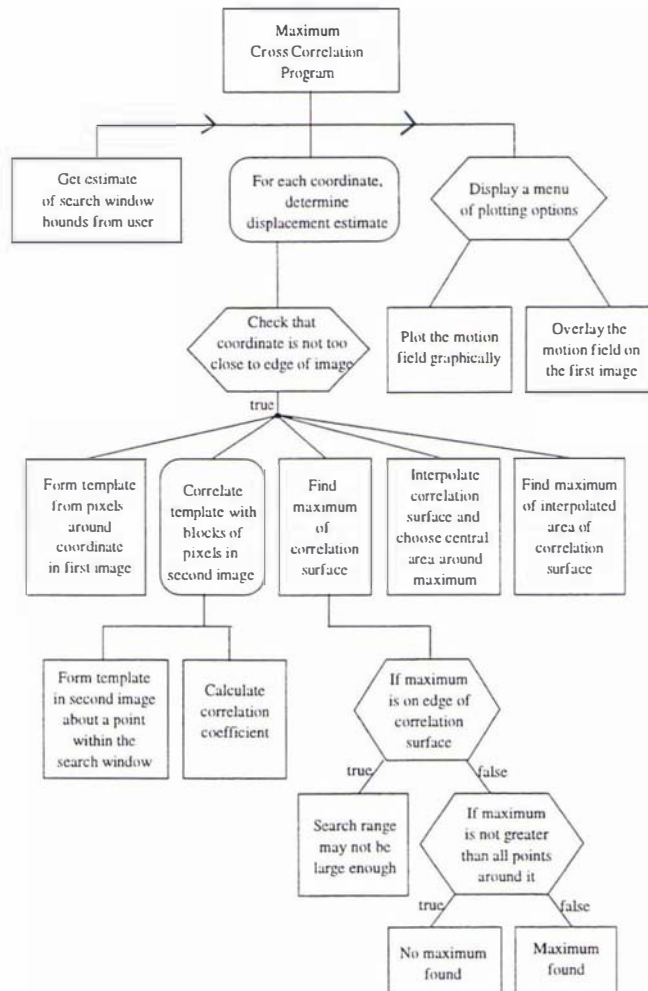 Maximum
Cross Correlation
Program
Get estimate
of search window
hounds from user
For each coordinate,
determine
displacement estimate
Display a menu
of plotting options
Check that
coordinate is not too
close to edge of image
Plot the motion
field graphically
Overlay the
motion field on
the first image
true
Form template
from pixels
around
coordinate
in first image
Correlate
template with
blocks of
pixels in
second image
Find
maximum
of
correlation
surface
Interpolate
correlation
surface and
choose central
area around
maximum
Find maximum
of interpolated
area of
correlation
surface
Form template
in second image
about a point
within the
search window
Calculate
correlation
coefficient
If maximum
is on edge of
correlation
surface
true
false
Search range
may not be
large enough
If maximum
is not greater
than all points
around it
true
false
No maximum
found
Maximum
found